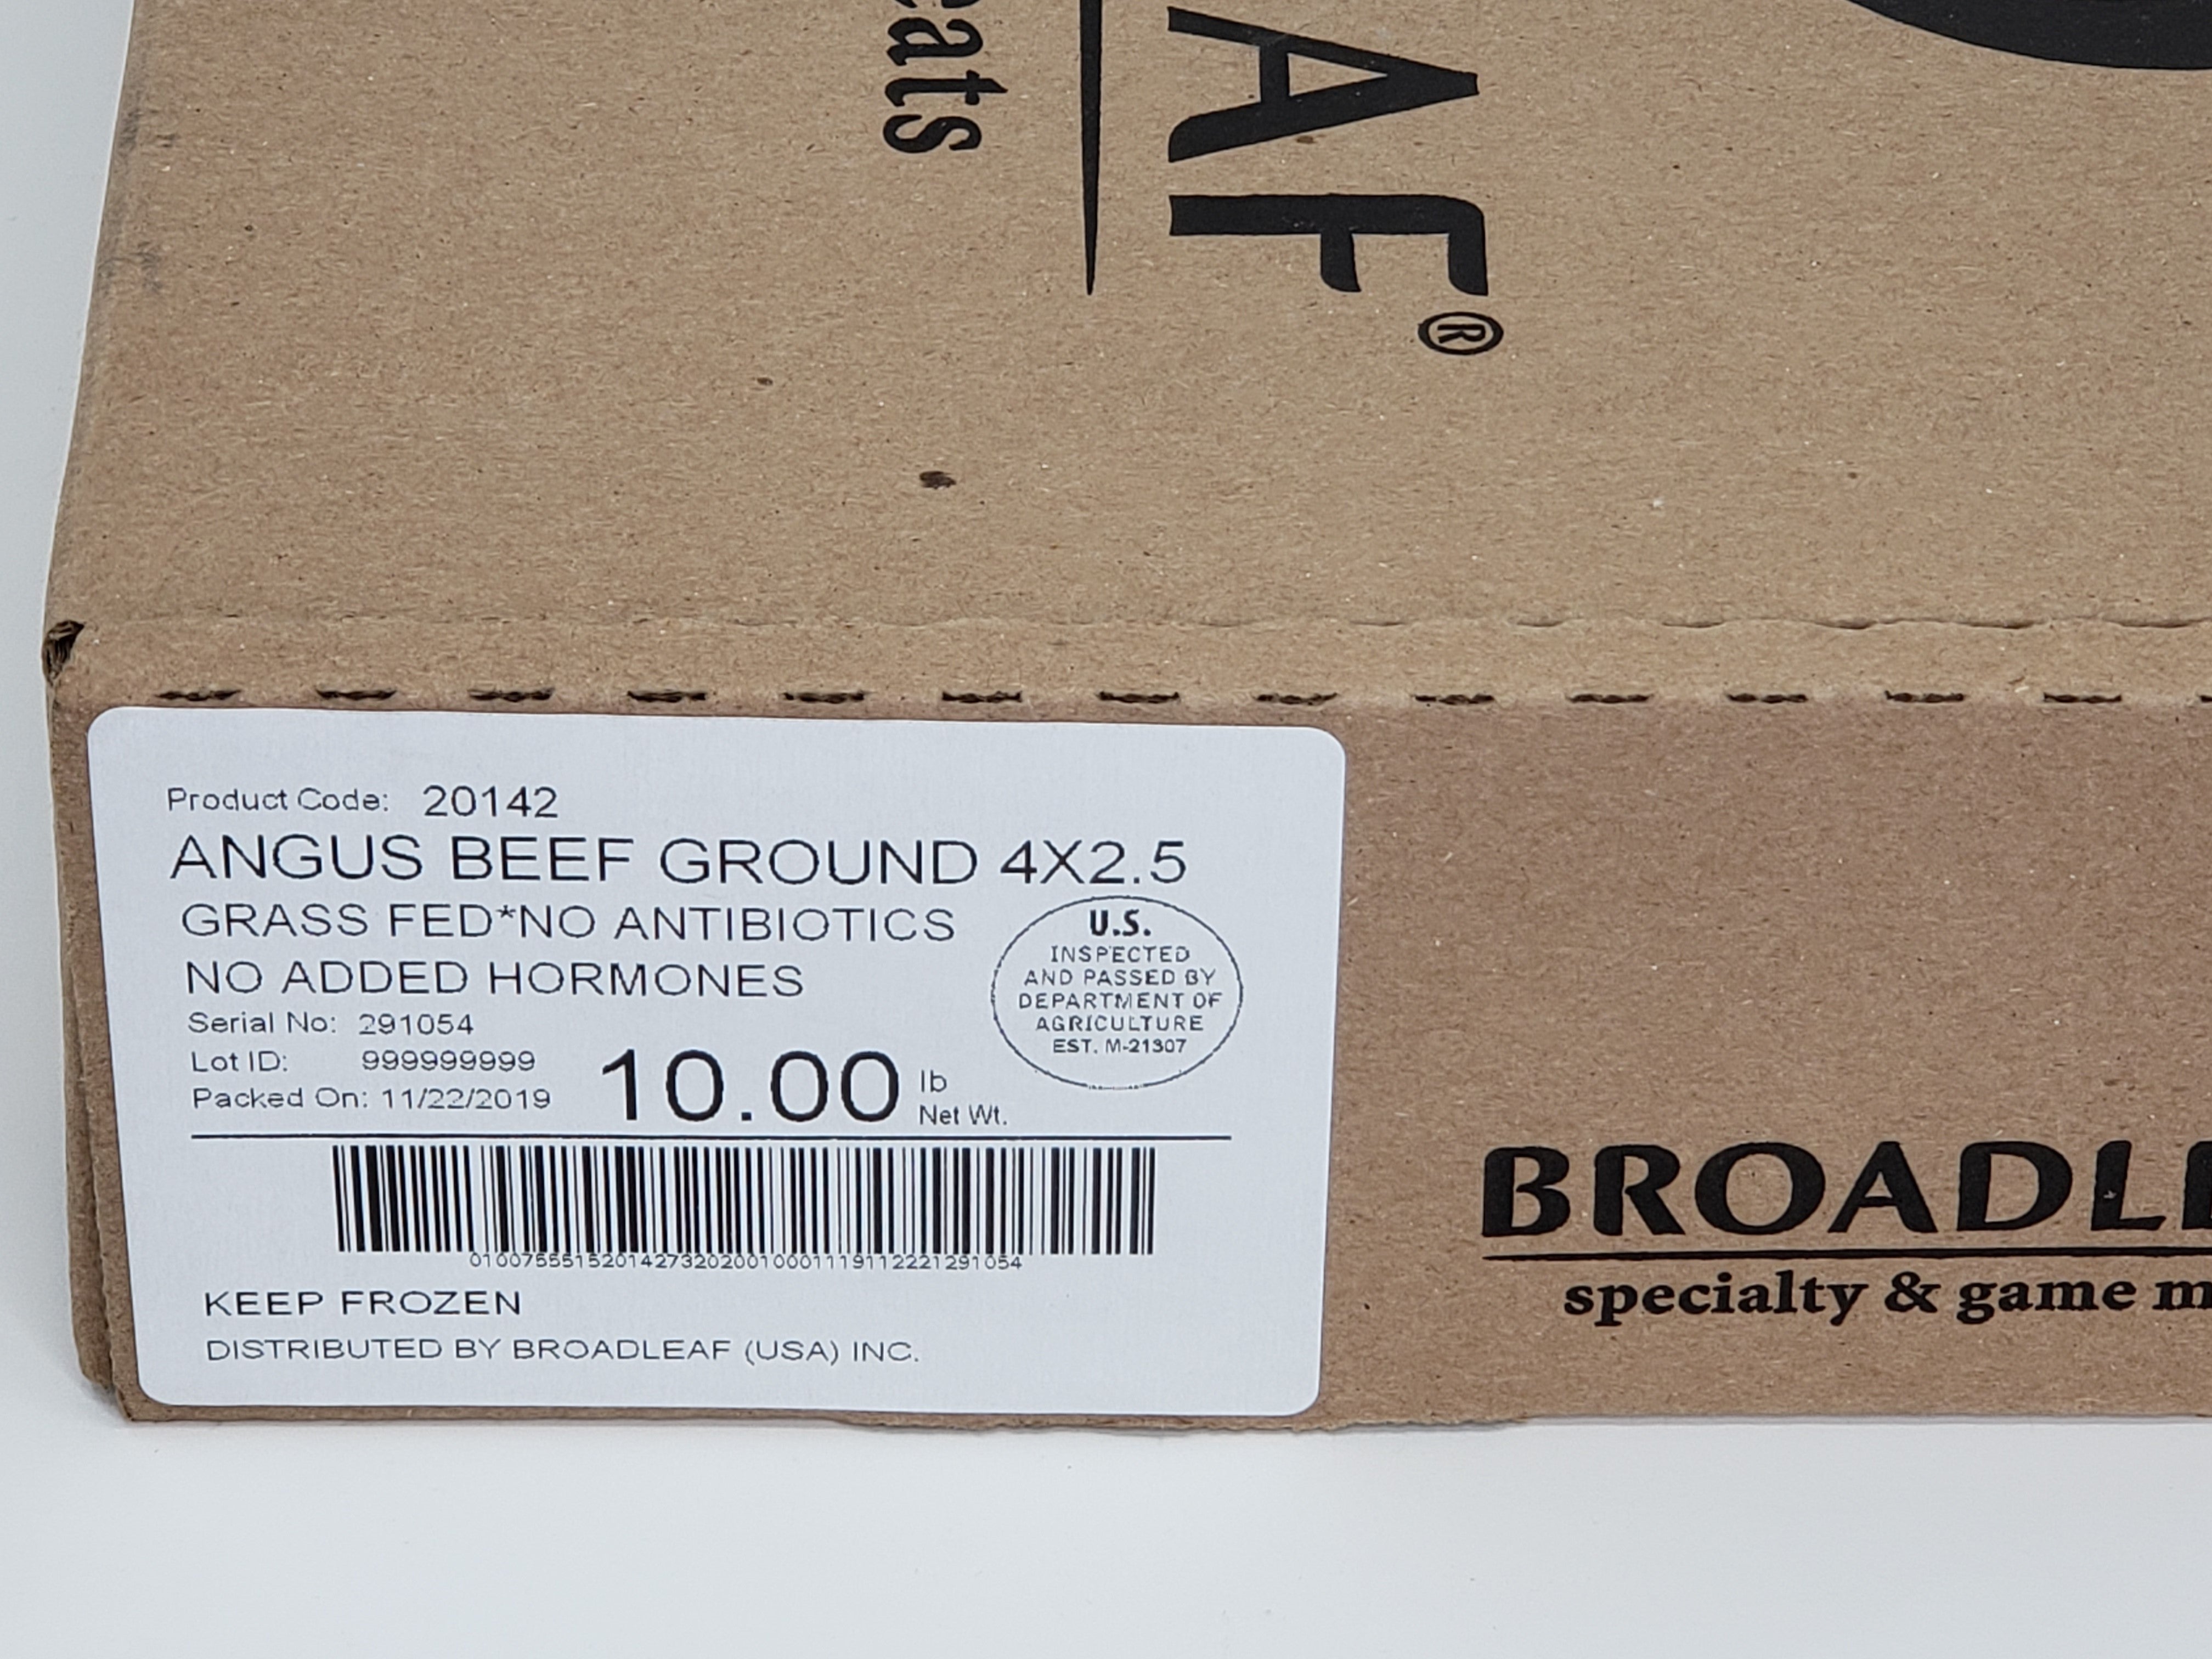 eats
AF®
Product Code: 20142
ANGUS BEEF GROUND 4X2.5
GRASS FED*NO ANTIBIOTICS
NO ADDED HORMONES
U.S.
INSPECTED
AND PASSED BY
DEPARTMENT OF
AGRICULTURE
EST. M-21307
Serial No: 291054
Lot ID: 999999999
Packed On: 11/22/2019
10.00 lb
Net Wt.
01007555152014273202001000111911222129​1054
KEEP FROZEN
DISTRIBUTED BY BROADLEAF (USA) INC.
BROADL
specialty & game m